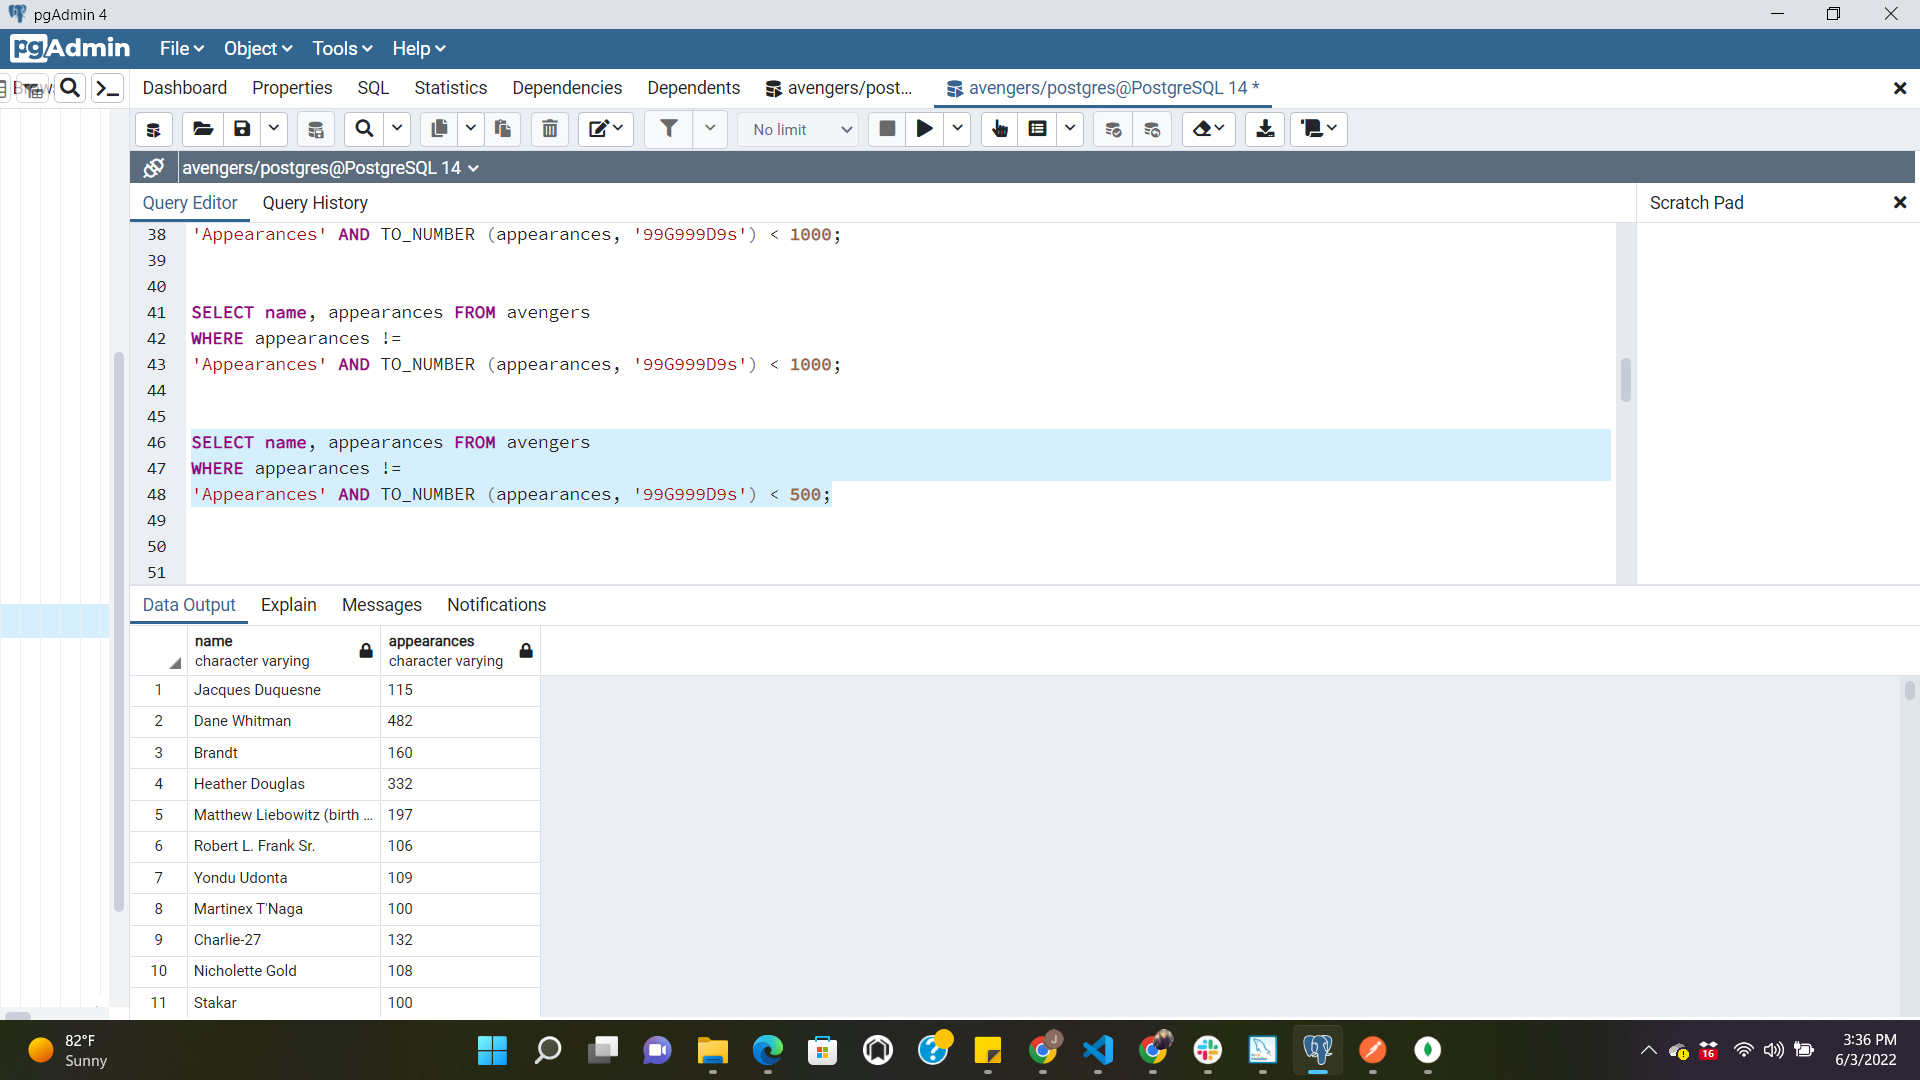 pgAdmin 4
pgAdmin File Object Tools Help
Dashboard Properties SQL Statistics Dependencies Dependents avengers/post... avengers/postgres@PostgreSQL 14 *
No limit
avengers/postgres@PostgreSQL 14
Query Editor Query History Scratch Pad
38 'Appearances' AND TO_NUMBER (appearances, '99G999D9s') < 1000;
39
40
41 SELECT name, appearances FROM avengers
42 WHERE appearances !=
43 'Appearances' AND TO_NUMBER (appearances, '99G999D9s') < 1000;
44
45
46 SELECT name, appearances FROM avengers
47 WHERE appearances !=
48 'Appearances' AND TO_NUMBER (appearances, '99G999D9s') < 500;
49
50
51
Data Output Explain Messages Notifications
name appearances
character varying character varying
1 Jacques Duquesne 115
2 Dane Whitman 482
3 Brandt 160
4 Heather Douglas 332
5 Matthew Liebowitz (birth ... 197
6 Robert L. Frank Sr. 106
7 Yondu Udonta 109
8 Martinex T'Naga 100
9 Charlie-27 132
10 Nicholette Gold 108
11 Stakar 100
82°F
Sunny
J
16
3:36 PM
6/3/2022